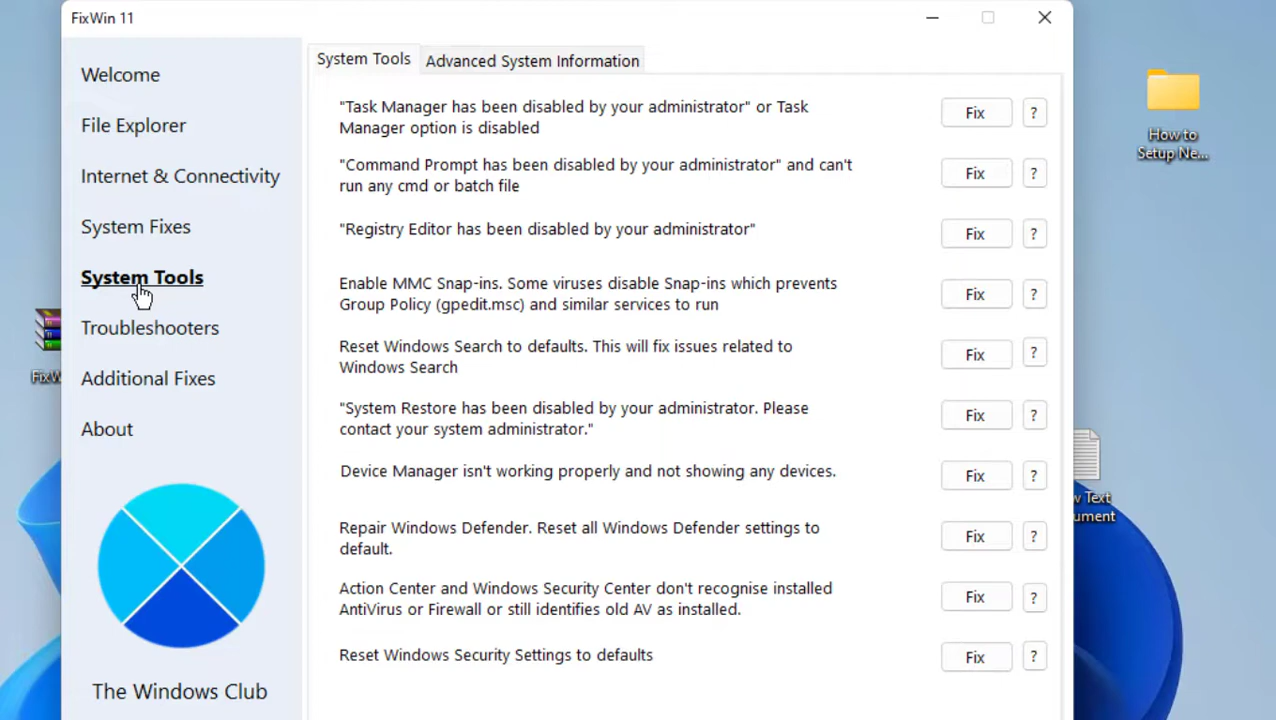 FixWin 11
Welcome
File Explorer
Internet & Connectivity
System Fixes
System Tools
Troubleshooters
Additional Fixes
About
The Windows Club
System Tools
Advanced System Information
"Task Manager has been disabled by your administrator" or Task
Manager option is disabled
Fix
?
"Command Prompt has been disabled by your administrator" and can't
run any cmd or batch file
Fix
?
"Registry Editor has been disabled by your administrator"
Fix
?
Enable MMC Snap-ins. Some viruses disable Snap-ins which prevents
Group Policy (gpedit.msc) and similar services to run
Fix
?
Reset Windows Search to defaults. This will fix issues related to
Windows Search
Fix
?
"System Restore has been disabled by your administrator. Please
contact your system administrator."
Fix
?
Device Manager isn't working properly and not showing any devices.
Fix
?
Repair Windows Defender. Reset all Windows Defender settings to
default.
Fix
?
Action Center and Windows Security Center don't recognise installed
AntiVirus or Firewall or still identifies old AV as installed.
Fix
?
Reset Windows Security Settings to defaults
Fix
?
How to
Setup Ne...
Text